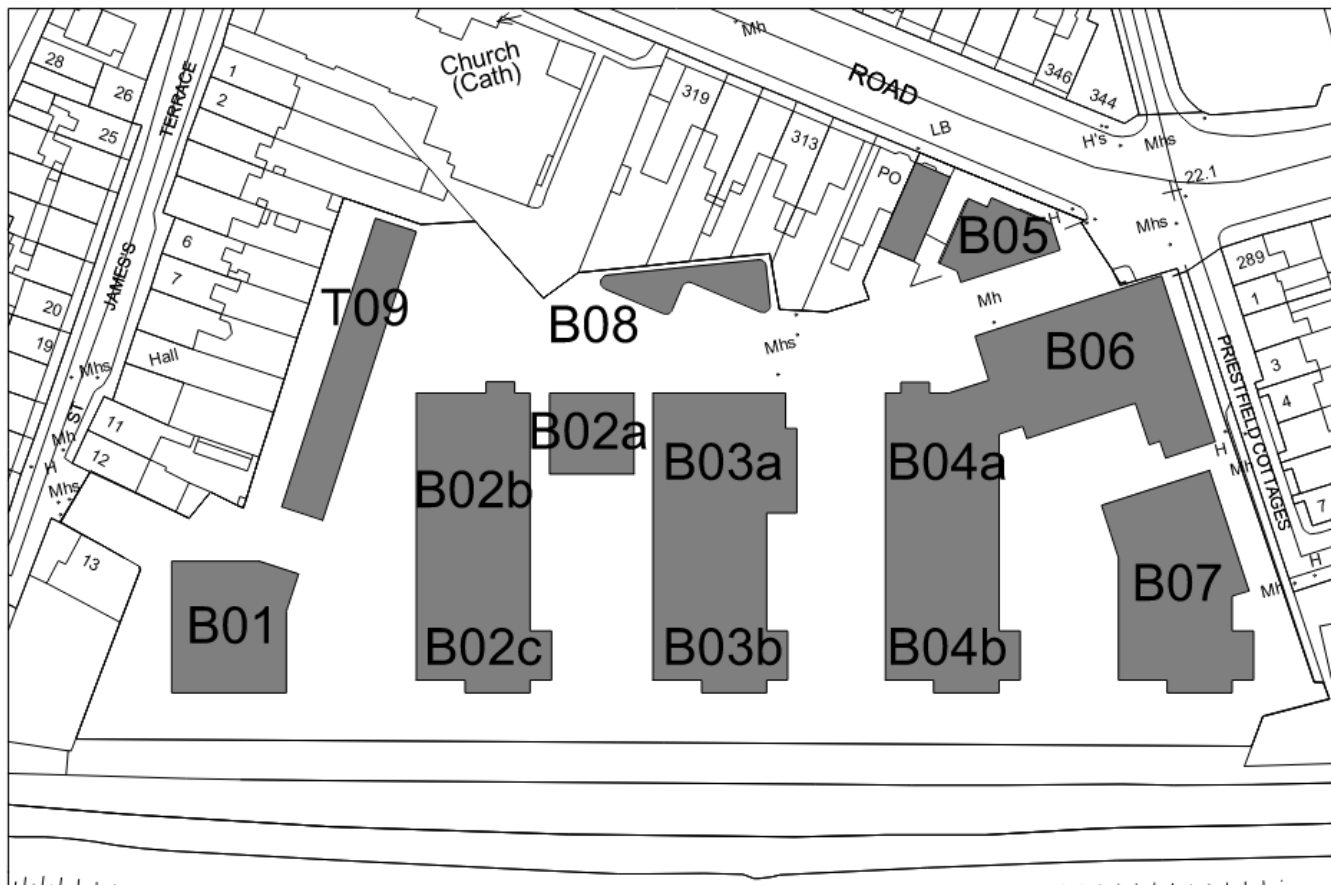 Mh
Church
(Cath)
28
26
25
TERRACE
1
2
319
313
ROAD
346
344
LB
H's
Mhs
PO
22.1
H
Mhs
B05
289
1
6
7
JAMES'S
20
19
Mhs
Hall
T09
B08
Mhs
Mh
B06
PRIESTFIELD COTTAGES
3
4
7
ST
11
12
Mh
H
Mhs
B02a
B02b
B03a
B04a
H
Mh
13
B01
B02c
B03b
B04b
B07
Mh
H